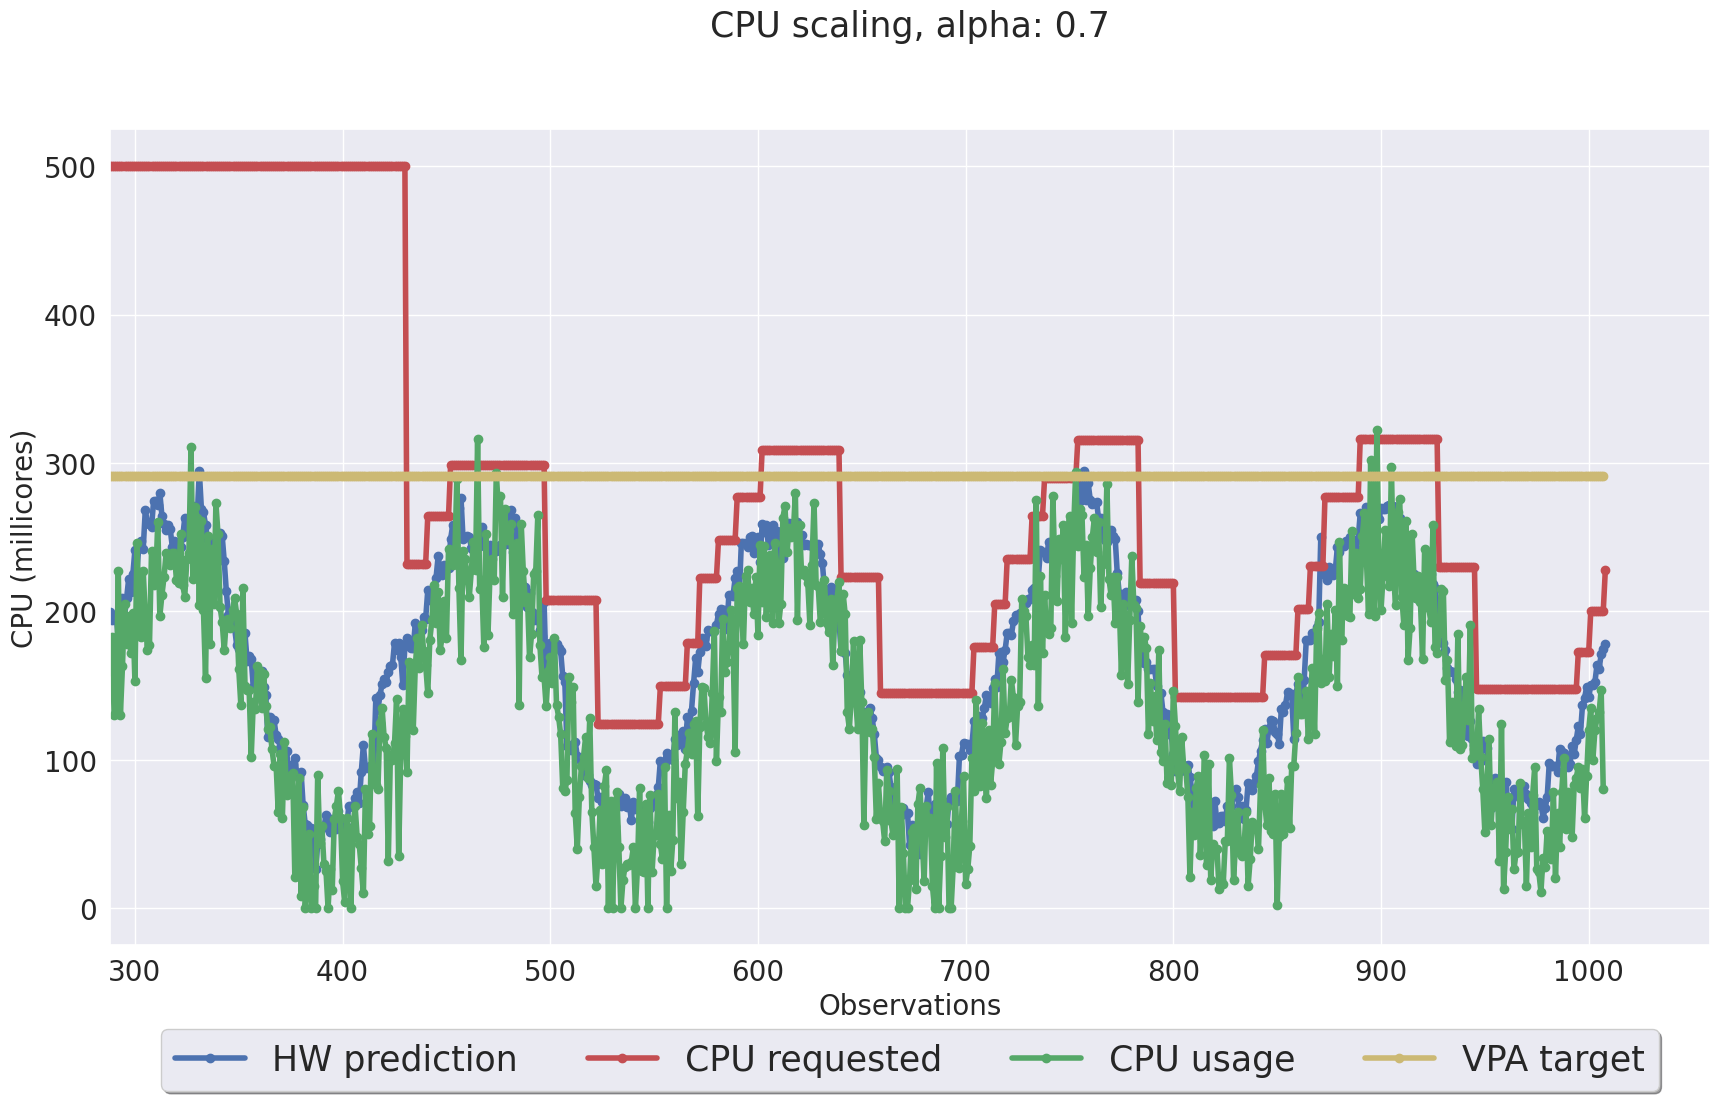 CPU scaling, alpha: 0.7
500
400
300
200
100
0
CPU (millicores)
300 400 500 600 700 800 900 1000
Observations
HW prediction CPU requested CPU usage VPA target